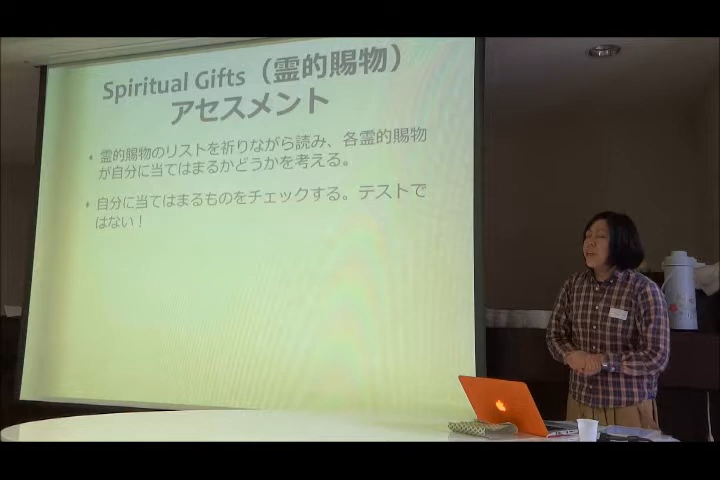 Spiritual Gifts（霊的賜物）
アセスメント
• 霊的賜物のリストを祈りながら読み、各霊的賜物
が自分に当てはまるかどうかを考える。
• 自分に当てはまるものをチェックする。テストで
はない！